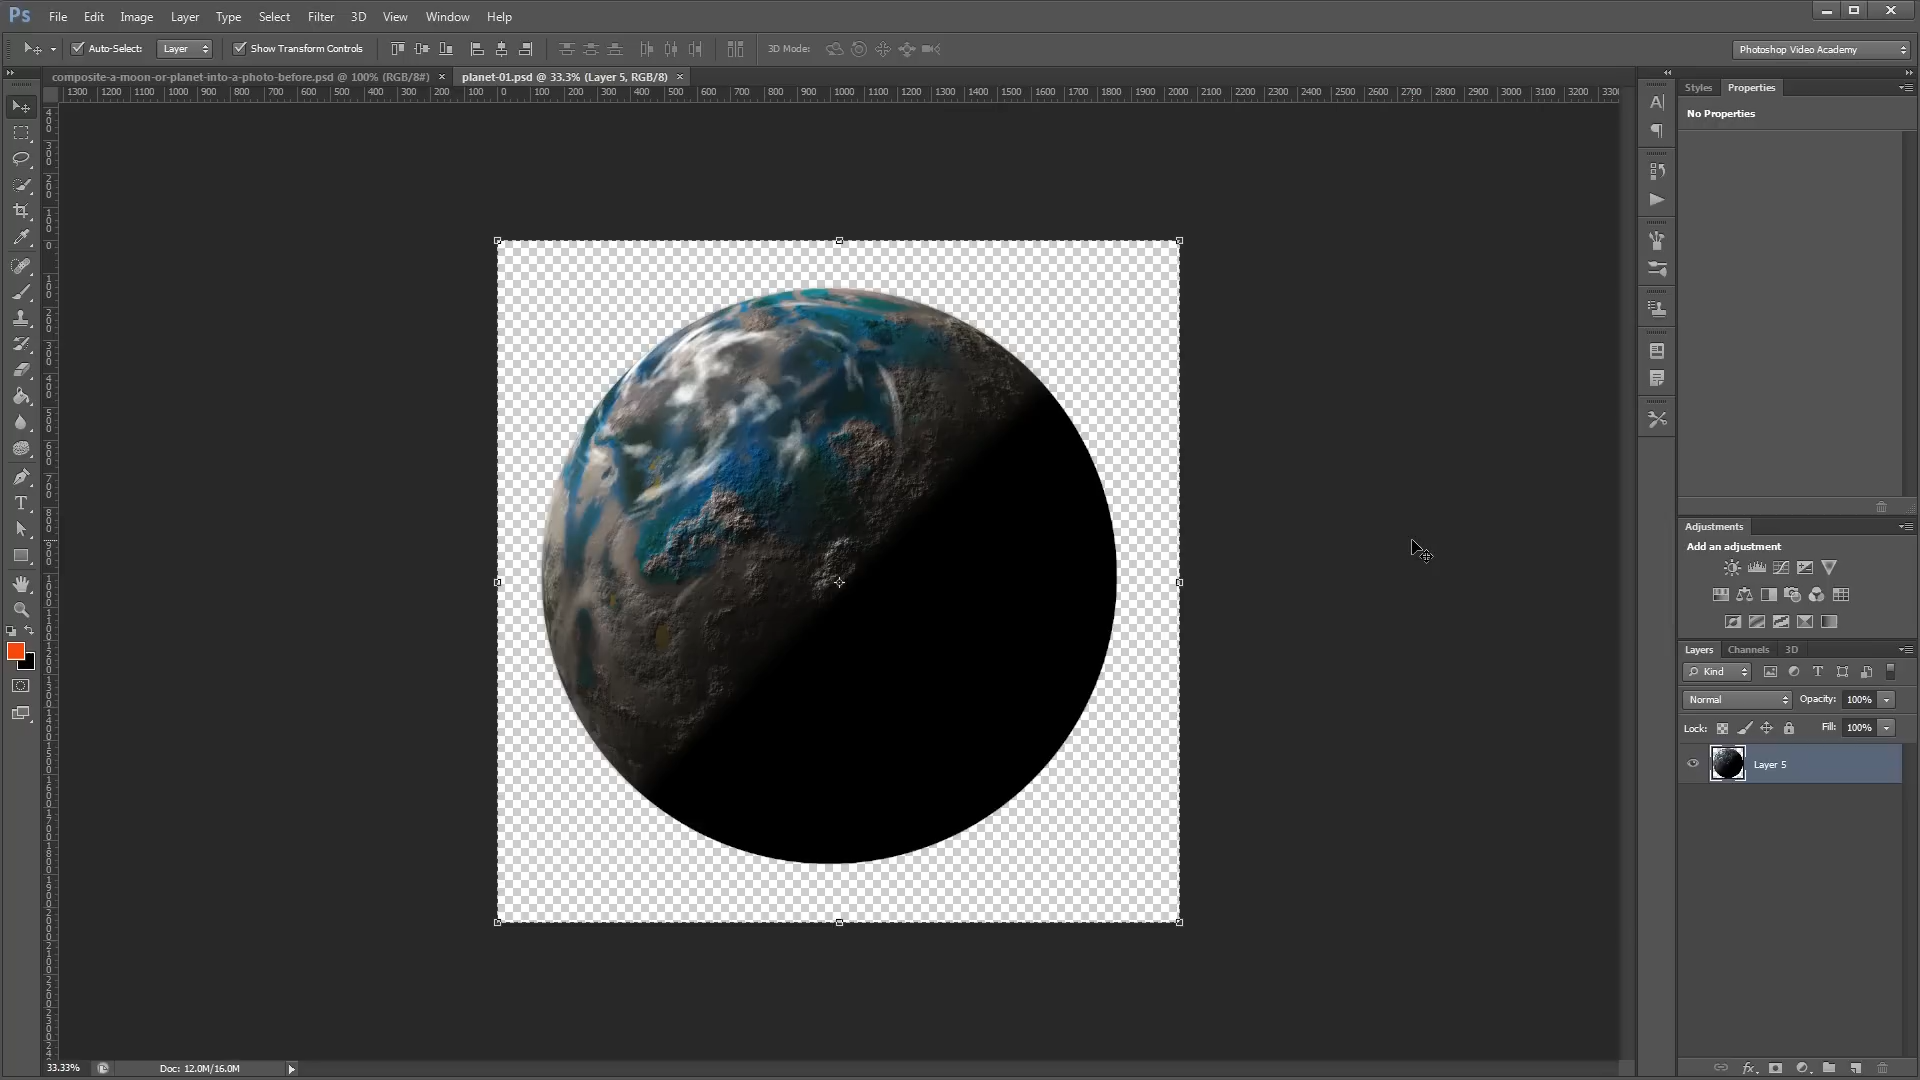 Ps File Edit Image Layer Type Select Filter 3D View Window Help
Auto-Select: Layer Show Transform Controls 3D Mode: Photoshop Video Academy
composite-a-moon-or-planet-into-a-photo-before.psd @ 100% (RGB/8#) × planet-01.psd @ 33.3% (Layer 5, RGB/8) ×
1300 1200 1100 1000 900 800 700 600 500 400 300 200 100 0 100 200 300 400 500 600 700 800 900 1000 1100 1200 1300 1400 1500 1600 1700 1800 1900 2000 2100 2200 2300 2400 2500 2600 2700 2800 2900 3000 3100 3200
Styles Properties
No Properties
Adjustments
Add an adjustment
Layers Channels 3D
Kind
Normal Opacity: 100%
Lock: Fill: 100%
Layer 5
33.33% Doc: 12.0M/16.0M